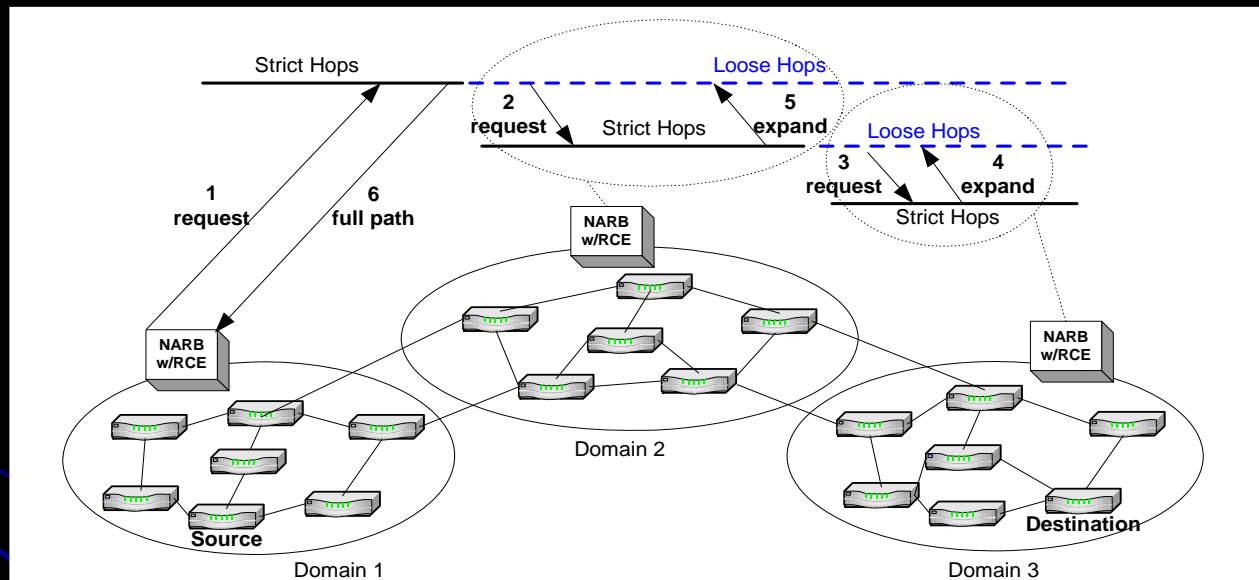 Strict Hops
Loose Hops
2
request
Strict Hops
5
expand
Loose Hops
3
request
4
expand
Strict Hops
1
request
6
full path
NARB
w/RCE
NARB
w/RCE
NARB
w/RCE
Domain 2
Source
Destination
Domain 1
Domain 3